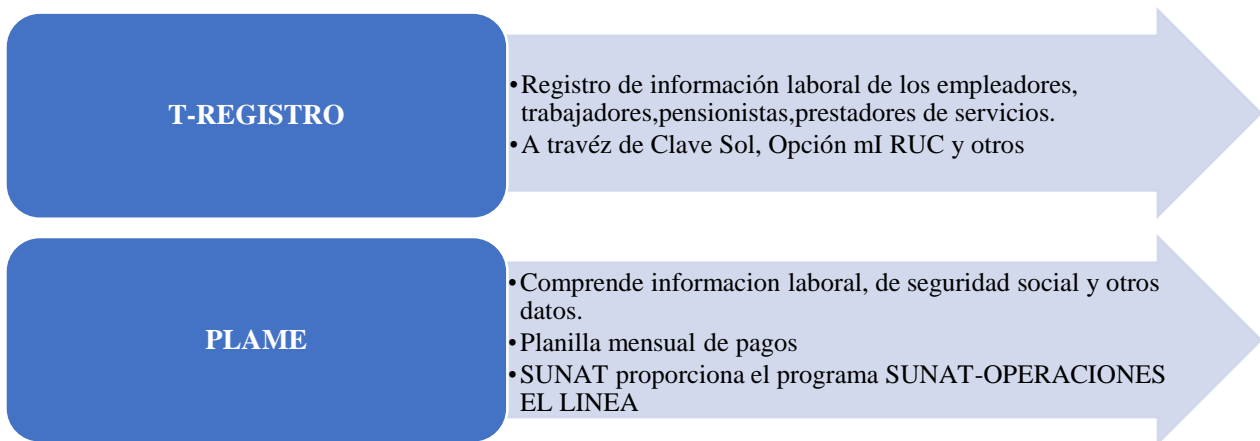 T-REGISTRO
•Registro de información laboral de los empleadores,
trabajadores,pensionistas,prestadores de servicios.
•A travéz de Clave Sol, Opción mI RUC y otros
PLAME
•Comprende informacion laboral, de seguridad social y otros
datos.
•Planilla mensual de pagos
•SUNAT proporciona el programa SUNAT-OPERACIONES
EL LINEA